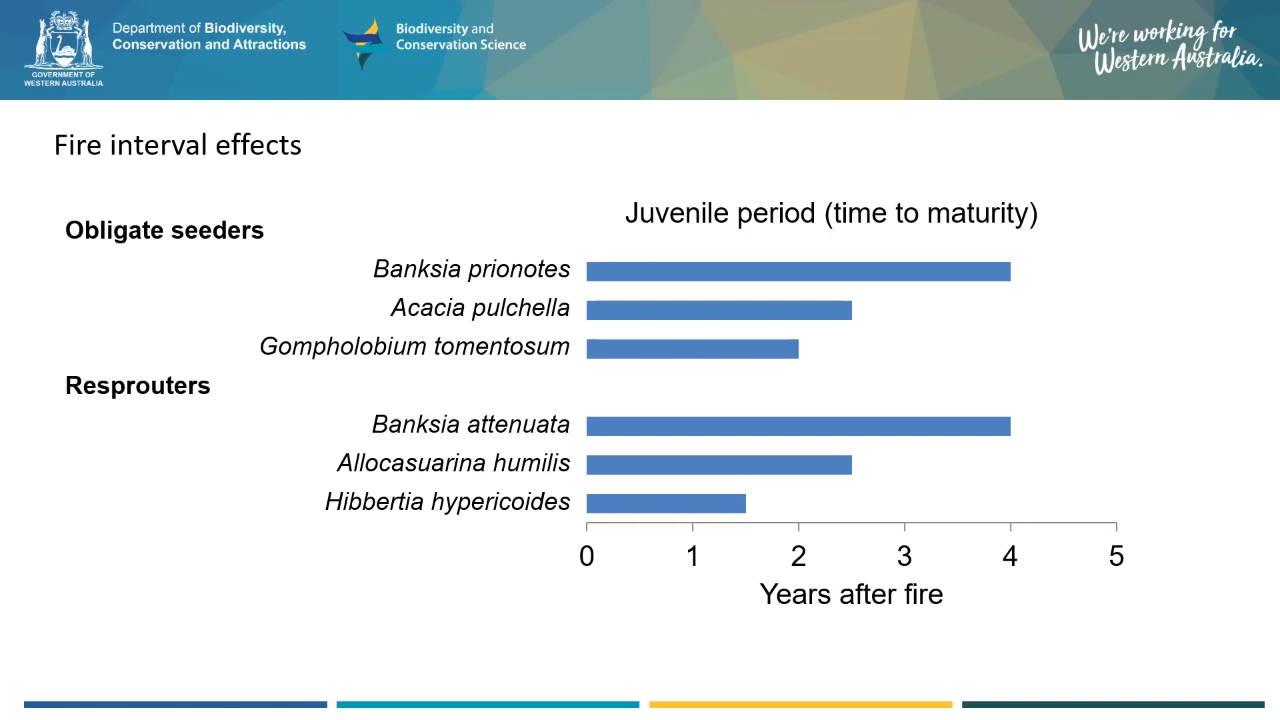 Department of Biodiversity,
Conservation and Attractions
GOVERNMENT OF
WESTERN AUSTRALIA
Biodiversity and
Conservation Science
We're working for
Western Australia.
Fire interval effects
Juvenile period (time to maturity)
Obligate seeders
Banksia prionotes
Acacia pulchella
Gompholobium tomentosum
Resprouters
Banksia attenuata
Allocasuarina humilis
Hibbertia hypericoides
0 1 2 3 4 5
Years after fire